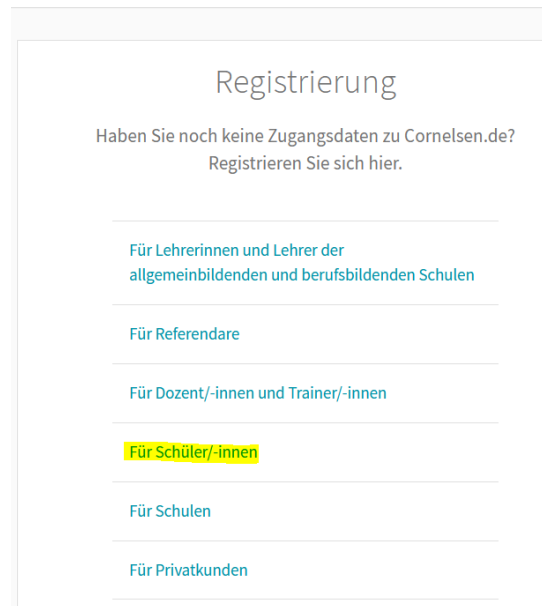 Registrierung
Haben Sie noch keine Zugangsdaten zu Cornelsen.de?
Registrieren Sie sich hier.
Für Lehrerinnen und Lehrer der
allgemeinbildenden und berufsbildenden Schulen
Für Referendare
Für Dozent/-innen und Trainer/-innen
Für Schüler/-innen
Für Schulen
Für Privatkunden